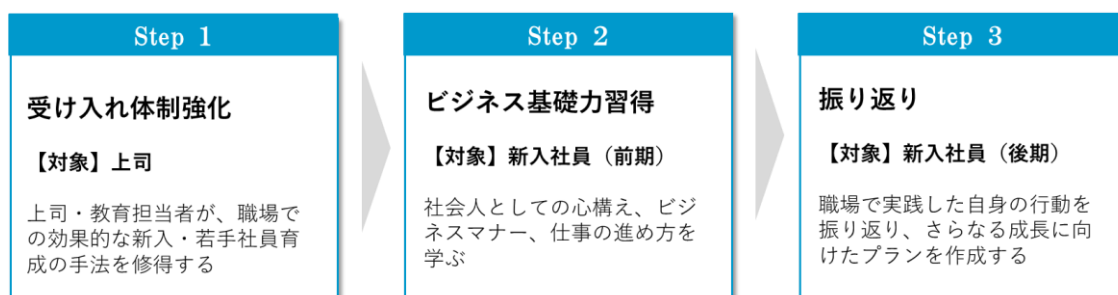 Step 1
受け入れ体制強化
【対象】上司
上司・教育担当者が、職場で
の効果的な新入・若手社員育
成の手法を修得する
Step 2
ビジネス基礎力習得
【対象】新入社員（前期）
社会人としての心構え、ビジ
ネスマナー、仕事の進め方を
学ぶ
Step 3
振り返り
【対象】新入社員（後期）
職場で実践した自身の行動を
振り返り、さらなる成長に向
けたプランを作成する